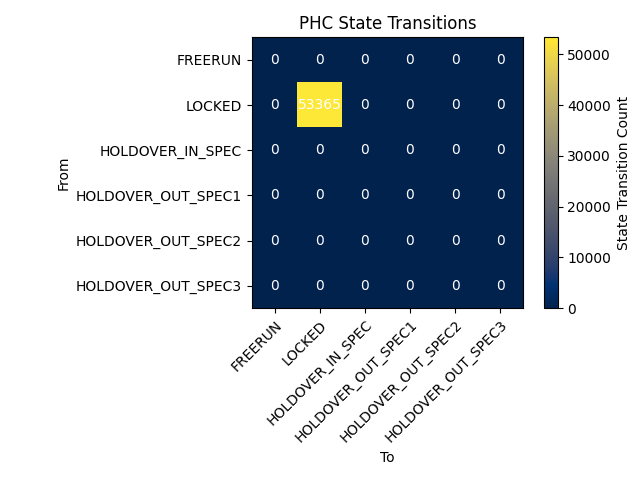 PHC State Transitions
FREERUN 0 0 0 0 0 0
LOCKED 0 53365 0 0 0 0
HOLDOVER_IN_SPEC 0 0 0 0 0 0
HOLDOVER_OUT_SPEC1 0 0 0 0 0 0
HOLDOVER_OUT_SPEC2 0 0 0 0 0 0
HOLDOVER_OUT_SPEC3 0 0 0 0 0 0
From
FREERUN
LOCKED
HOLDOVER_IN_SPEC
HOLDOVER_OUT_SPEC1
HOLDOVER_OUT_SPEC2
HOLDOVER_OUT_SPEC3
To
50000
40000
30000
20000
10000
0
State Transition Count